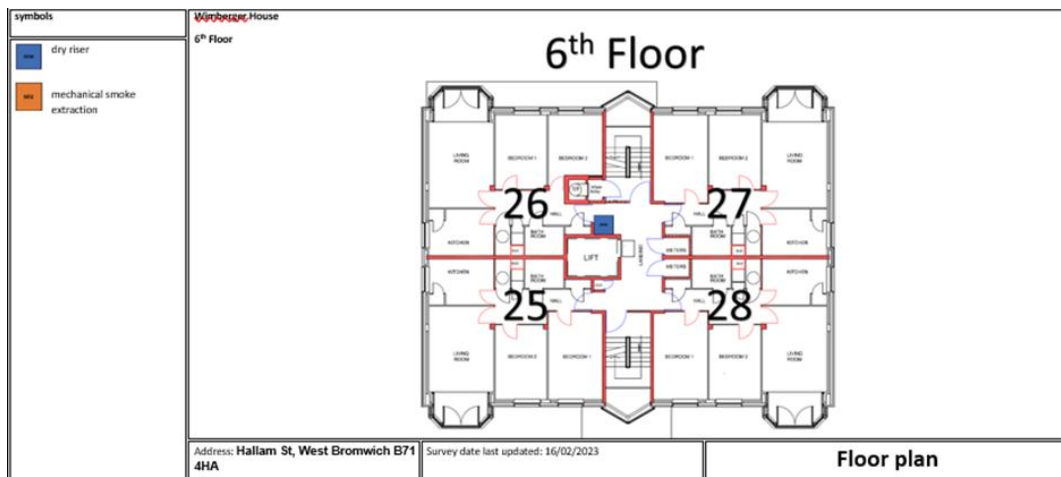 symbols
dry riser
mechanical smoke
extraction
Wimberger House
6th Floor
6th Floor
LIVING
ROOM
BEDROOM 1
BEDROOM 2
BEDROOM 1
BEDROOM 2
LIVING
ROOM
26
27
HALL
HALL
KITCHEN
BATH
ROOM
LIFT
LANDING
METERS
METERS
BATH
ROOM
KITCHEN
KITCHEN
BATH
ROOM
BATH
ROOM
KITCHEN
25
28
HALL
HALL
LIVING
ROOM
BEDROOM 2
BEDROOM 1
BEDROOM 1
BEDROOM 2
LIVING
ROOM
Address: Hallam St, West Bromwich B71
4HA
Survey date last updated: 16/02/2023
Floor plan